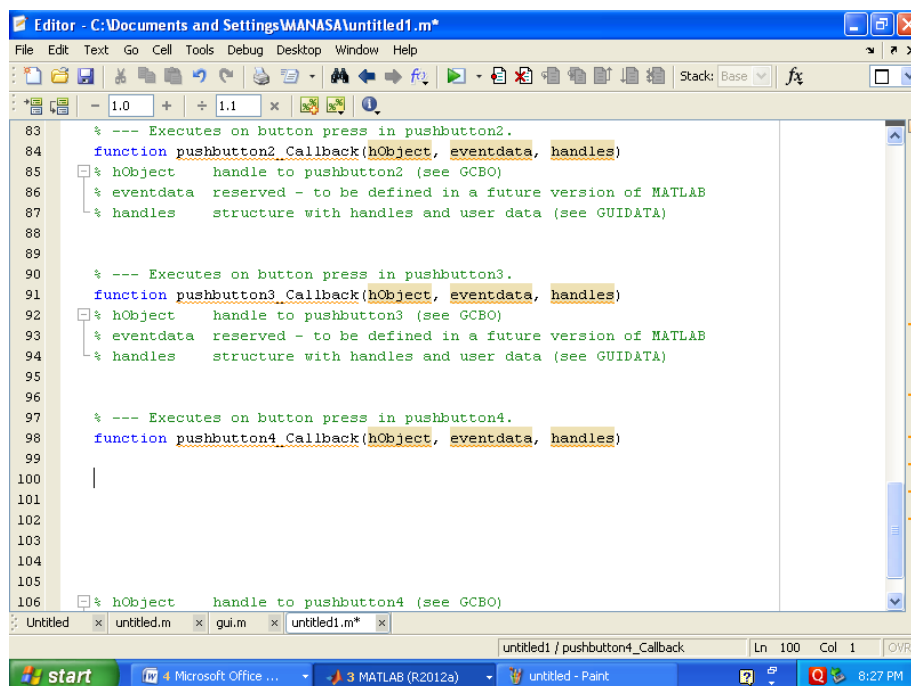 Editor - C:\Documents and Settings\MANASA\untitled1.m*
File Edit Text Go Cell Tools Debug Desktop Window Help
Stack: Base fx
- 1.0 + ÷ 1.1 ×
83 % --- Executes on button press in pushbutton2.
84 function pushbutton2_Callback(hObject, eventdata, handles)
85 % hObject handle to pushbutton2 (see GCBO)
86 % eventdata reserved - to be defined in a future version of MATLAB
87 % handles structure with handles and user data (see GUIDATA)
88
89
90 % --- Executes on button press in pushbutton3.
91 function pushbutton3_Callback(hObject, eventdata, handles)
92 % hObject handle to pushbutton3 (see GCBO)
93 % eventdata reserved - to be defined in a future version of MATLAB
94 % handles structure with handles and user data (see GUIDATA)
95
96
97 % --- Executes on button press in pushbutton4.
98 function pushbutton4_Callback(hObject, eventdata, handles)
99
100
101
102
103
104
105
106 % hObject handle to pushbutton4 (see GCBO)
Untitled × untitled.m × gui.m × untitled1.m* ×
untitled1 / pushbutton4_Callback Ln 100 Col 1 OVR
start 4 Microsoft Office ... 3 MATLAB (R2012a) untitled - Paint 8:27 PM